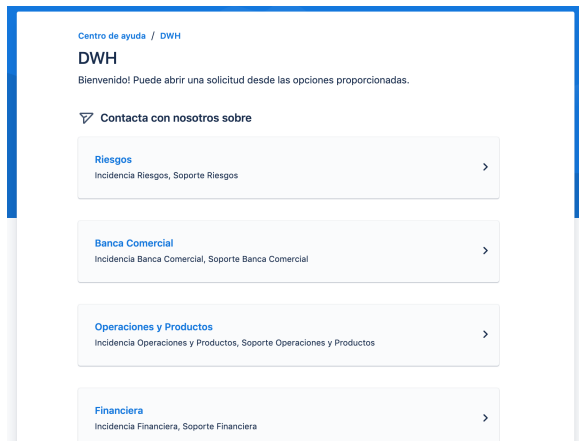 Centro de ayuda / DWH
DWH
Bienvenido! Puede abrir una solicitud desde las opciones proporcionadas.
Contacta con nosotros sobre
Riesgos
Incidencia Riesgos, Soporte Riesgos
Banca Comercial
Incidencia Banca Comercial, Soporte Banca Comercial
Operaciones y Productos
Incidencia Operaciones y Productos, Soporte Operaciones y Productos
Financiera
Incidencia Financiera, Soporte Financiera